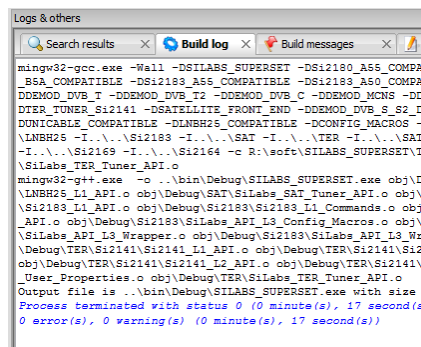 Logs & others
Search results Build log Build messages
mingw32-gcc.exe -Wall -DSILABS_SUPERSET -DSi2180_A55_COMPA
_B5A_COMPATIBLE -DSi2183_A55_COMPATIBLE -DSi2183_A50_COMPA
DDEMOD_DVB_T -DDEMOD_DVB_T2 -DDEMOD_DVB_C -DDEMOD_MCNS -DD
DTER_TUNER_Si2141 -DSATELLITE_FRONT_END -DDEMOD_DVB_S_S2_D
DUNICABLE_COMPATIBLE -DLNBH25_COMPATIBLE -DCONFIG_MACROS -
\LNBH25 -I..\..\Si2183 -I..\..\SAT -I..\..\TER -I..\..\SAT
-I..\..\Si2169 -I..\..\Si2164 -c R:\soft\SILABS_SUPERSET\T
\SiLabs_TER_Tuner_API.o
mingw32-g++.exe -o ..\bin\Debug\SILABS_SUPERSET.exe obj\D
\LNBH25_L1_API.o obj\Debug\SAT\SiLabs_SAT_Tuner_API.o obj\
\Si2183_L1_API.o obj\Debug\Si2183\Si2183_L1_Commands.o obj
_API.o obj\Debug\Si2183\SiLabs_API_L3_Config_Macros.o obj\
\SiLabs_API_L3_Wrapper.o obj\Debug\Si2183\SiLabs_API_L3_Wr
\Debug\TER\Si2141\Si2141_L1_API.o obj\Debug\TER\Si2141\Si2
obj\Debug\TER\Si2141\Si2141_L2_API.o obj\Debug\TER\Si2141\
_User_Properties.o obj\Debug\TER\SiLabs_TER_Tuner_API.o
Output file is ..\bin\Debug\SILABS_SUPERSET.exe with size
Process terminated with status 0 (0 minute(s), 17 second(s
0 error(s), 0 warning(s) (0 minute(s), 17 second(s))